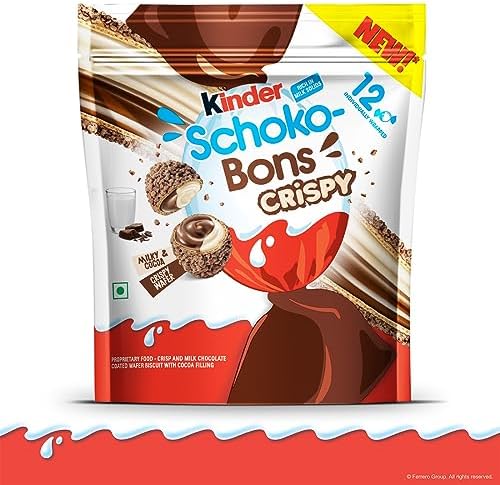 NEW!*
Kinder
RICH IN
MILK SOLIDS
12
INDIVIDUALLY WRAPPED
Schoko-
Bons
CRiSPY
MILKY &
COCOA
CRISPY
WAFER
PROPRIETARY FOOD - CRISP AND MILK CHOCOLATE
COATED WAFER BISCUIT WITH COCOA FILLING
© Ferrero Group. All rights reserved.